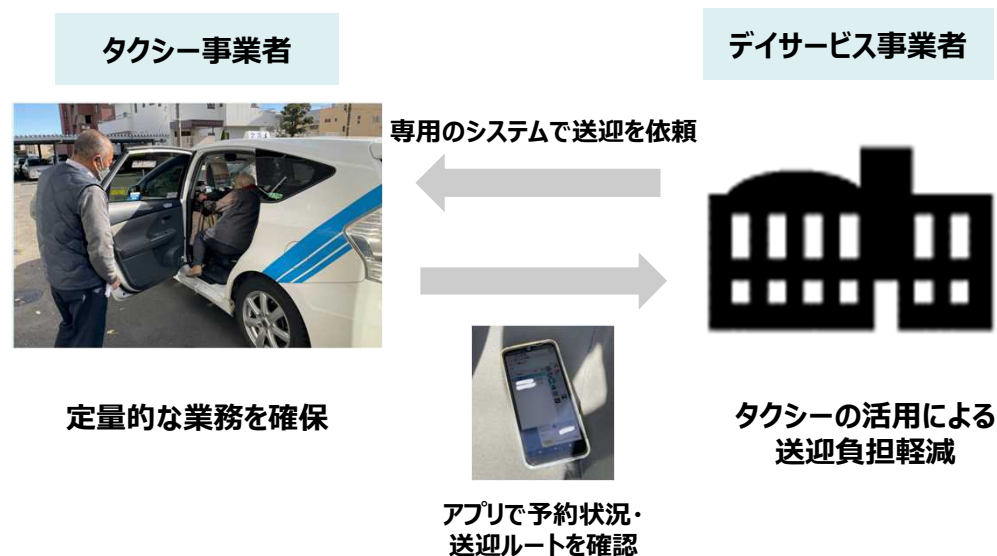 タクシー事業者
デイサービス事業者
専用のシステムで送迎を依頼
定量的な業務を確保
タクシーの活用による
送迎負担軽減
アプリで予約状況・
送迎ルートを確認